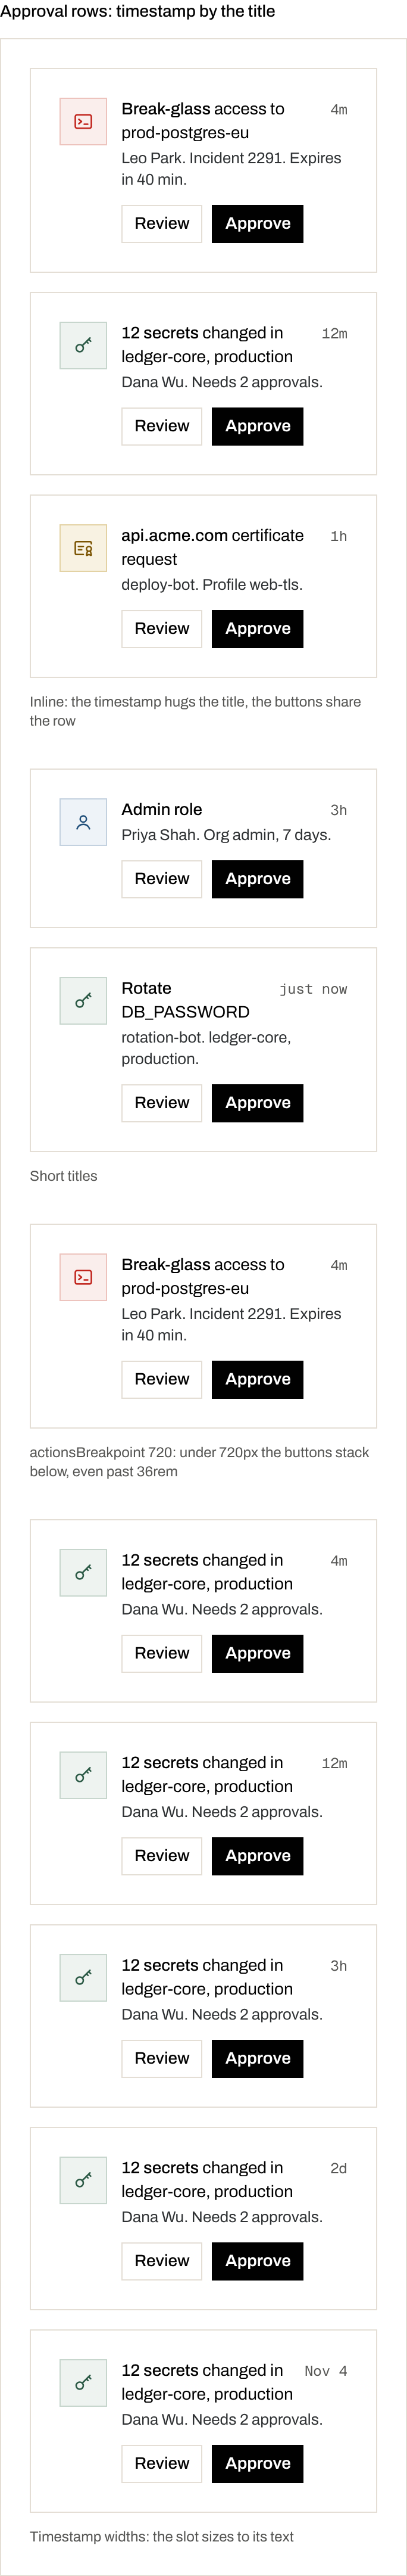 Approval rows: timestamp by the title
Break-glass access to 4m
prod-postgres-eu
Leo Park. Incident 2291. Expires
in 40 min.
Review Approve
12 secrets changed in 12m
ledger-core, production
Dana Wu. Needs 2 approvals.
Review Approve
api.acme.com certificate 1h
request
deploy-bot. Profile web-tls.
Review Approve
Inline: the timestamp hugs the title, the buttons share
the row
Admin role 3h
Priya Shah. Org admin, 7 days.
Review Approve
Rotate just now
DB_PASSWORD
rotation-bot. ledger-core,
production.
Review Approve
Short titles
Break-glass access to 4m
prod-postgres-eu
Leo Park. Incident 2291. Expires
in 40 min.
Review Approve
actionsBreakpoint 720: under 720px the buttons stack
below, even past 36rem
12 secrets changed in 4m
ledger-core, production
Dana Wu. Needs 2 approvals.
Review Approve
12 secrets changed in 12m
ledger-core, production
Dana Wu. Needs 2 approvals.
Review Approve
12 secrets changed in 3h
ledger-core, production
Dana Wu. Needs 2 approvals.
Review Approve
12 secrets changed in 2d
ledger-core, production
Dana Wu. Needs 2 approvals.
Review Approve
12 secrets changed in Nov 4
ledger-core, production
Dana Wu. Needs 2 approvals.
Review Approve
Timestamp widths: the slot sizes to its text